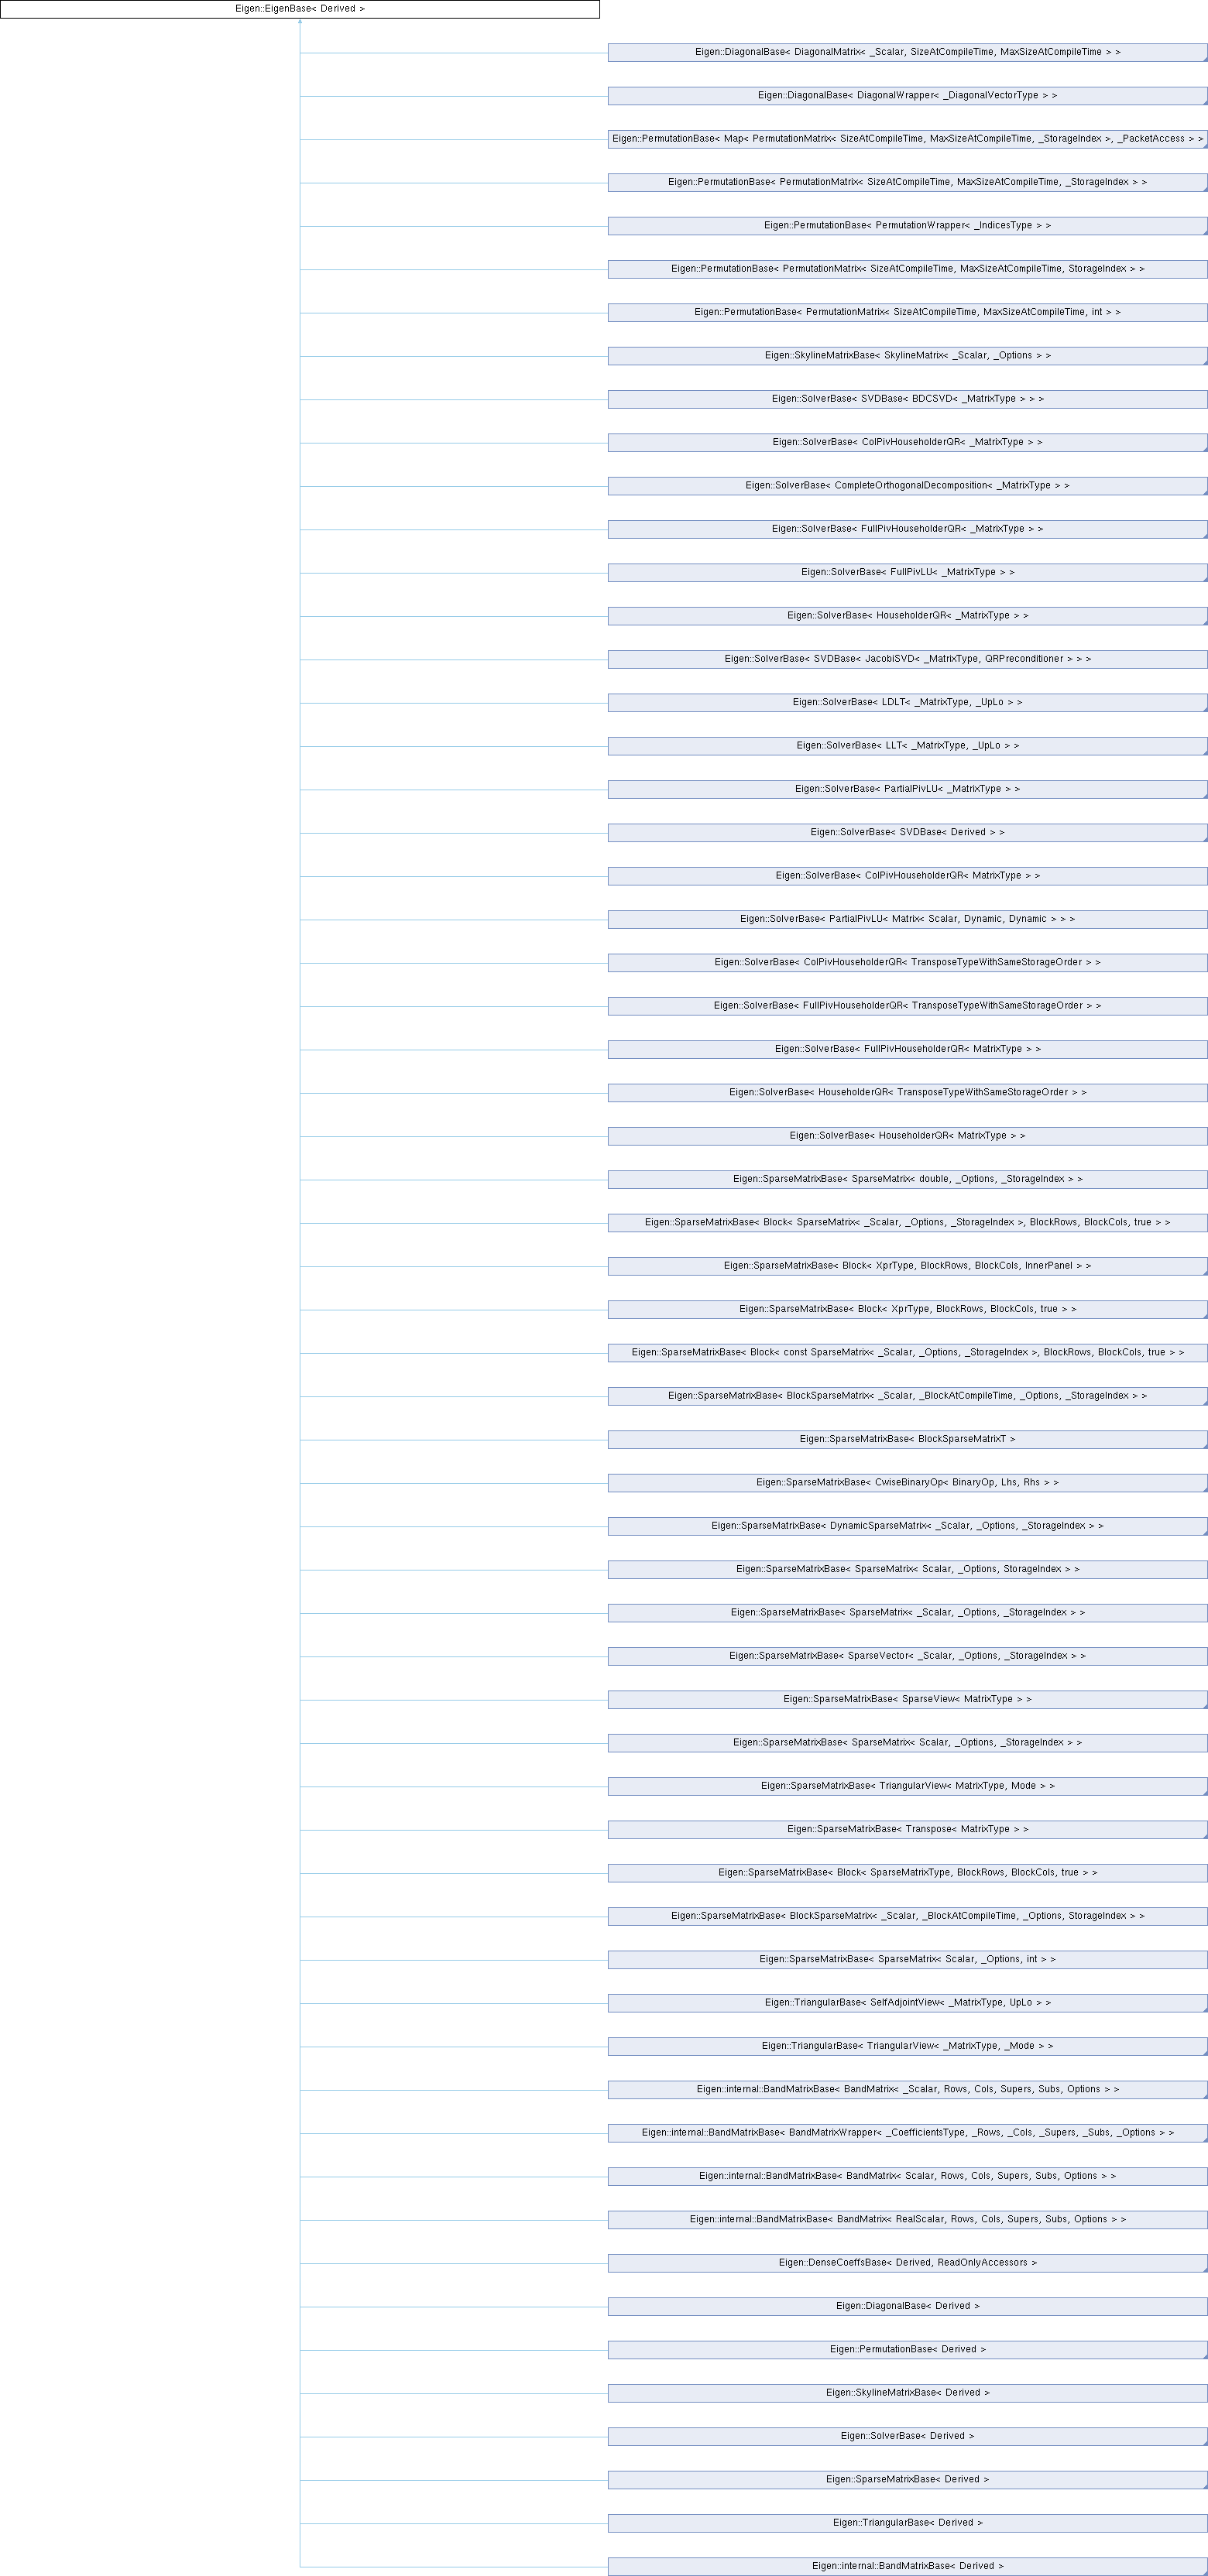 Eigen::EigenBase< Derived >
Eigen::DiagonalBase< DiagonalMatrix< _Scalar, SizeAtCompileTime, MaxSizeAtCompileTime > >
Eigen::DiagonalBase< DiagonalWrapper< _DiagonalVectorType > >
Eigen::PermutationBase< Map< PermutationMatrix< SizeAtCompileTime, MaxSizeAtCompileTime, _StorageIndex >, _PacketAccess > >
Eigen::PermutationBase< PermutationMatrix< SizeAtCompileTime, MaxSizeAtCompileTime, _StorageIndex > >
Eigen::PermutationBase< PermutationWrapper< _IndicesType > >
Eigen::PermutationBase< PermutationMatrix< SizeAtCompileTime, MaxSizeAtCompileTime, StorageIndex > >
Eigen::PermutationBase< PermutationMatrix< SizeAtCompileTime, MaxSizeAtCompileTime, int > >
Eigen::SkylineMatrixBase< SkylineMatrix< _Scalar, _Options > >
Eigen::SolverBase< SVDBase< BDCSVD< _MatrixType > > >
Eigen::SolverBase< ColPivHouseholderQR< _MatrixType > >
Eigen::SolverBase< CompleteOrthogonalDecomposition< _MatrixType > >
Eigen::SolverBase< FullPivHouseholderQR< _MatrixType > >
Eigen::SolverBase< FullPivLU< _MatrixType > >
Eigen::SolverBase< HouseholderQR< _MatrixType > >
Eigen::SolverBase< SVDBase< JacobiSVD< _MatrixType, QRPreconditioner > > >
Eigen::SolverBase< LDLT< _MatrixType, _UpLo > >
Eigen::SolverBase< LLT< _MatrixType, _UpLo > >
Eigen::SolverBase< PartialPivLU< _MatrixType > >
Eigen::SolverBase< SVDBase< Derived > >
Eigen::SolverBase< ColPivHouseholderQR< MatrixType > >
Eigen::SolverBase< PartialPivLU< Matrix< Scalar, Dynamic, Dynamic > > >
Eigen::SolverBase< ColPivHouseholderQR< TransposeTypeWithSameStorageOrder > >
Eigen::SolverBase< FullPivHouseholderQR< TransposeTypeWithSameStorageOrder > >
Eigen::SolverBase< FullPivHouseholderQR< MatrixType > >
Eigen::SolverBase< HouseholderQR< TransposeTypeWithSameStorageOrder > >
Eigen::SolverBase< HouseholderQR< MatrixType > >
Eigen::SparseMatrixBase< SparseMatrix< double, _Options, _StorageIndex > >
Eigen::SparseMatrixBase< Block< SparseMatrix< _Scalar, _Options, _StorageIndex >, BlockRows, BlockCols, true > >
Eigen::SparseMatrixBase< Block< XprType, BlockRows, BlockCols, InnerPanel > >
Eigen::SparseMatrixBase< Block< XprType, BlockRows, BlockCols, true > >
Eigen::SparseMatrixBase< Block< const SparseMatrix< _Scalar, _Options, _StorageIndex >, BlockRows, BlockCols, true > >
Eigen::SparseMatrixBase< BlockSparseMatrix< _Scalar, _BlockAtCompileTime, _Options, _StorageIndex > >
Eigen::SparseMatrixBase< BlockSparseMatrixT >
Eigen::SparseMatrixBase< CwiseBinaryOp< BinaryOp, Lhs, Rhs > >
Eigen::SparseMatrixBase< DynamicSparseMatrix< _Scalar, _Options, _StorageIndex > >
Eigen::SparseMatrixBase< SparseMatrix< Scalar, _Options, StorageIndex > >
Eigen::SparseMatrixBase< SparseMatrix< _Scalar, _Options, _StorageIndex > >
Eigen::SparseMatrixBase< SparseVector< _Scalar, _Options, _StorageIndex > >
Eigen::SparseMatrixBase< SparseView< MatrixType > >
Eigen::SparseMatrixBase< SparseMatrix< Scalar, _Options, _StorageIndex > >
Eigen::SparseMatrixBase< TriangularView< MatrixType, Mode > >
Eigen::SparseMatrixBase< Transpose< MatrixType > >
Eigen::SparseMatrixBase< Block< SparseMatrixType, BlockRows, BlockCols, true > >
Eigen::SparseMatrixBase< BlockSparseMatrix< _Scalar, _BlockAtCompileTime, _Options, StorageIndex > >
Eigen::SparseMatrixBase< SparseMatrix< Scalar, _Options, int > >
Eigen::TriangularBase< SelfAdjointView< _MatrixType, UpLo > >
Eigen::TriangularBase< TriangularView< _MatrixType, _Mode > >
Eigen::internal::BandMatrixBase< BandMatrix< _Scalar, Rows, Cols, Supers, Subs, Options > >
Eigen::internal::BandMatrixBase< BandMatrixWrapper< _CoefficientsType, _Rows, _Cols, _Supers, _Subs, _Options > >
Eigen::internal::BandMatrixBase< BandMatrix< Scalar, Rows, Cols, Supers, Subs, Options > >
Eigen::internal::BandMatrixBase< BandMatrix< RealScalar, Rows, Cols, Supers, Subs, Options > >
Eigen::DenseCoeffsBase< Derived, ReadOnlyAccessors >
Eigen::DiagonalBase< Derived >
Eigen::PermutationBase< Derived >
Eigen::SkylineMatrixBase< Derived >
Eigen::SolverBase< Derived >
Eigen::SparseMatrixBase< Derived >
Eigen::TriangularBase< Derived >
Eigen::internal::BandMatrixBase< Derived >